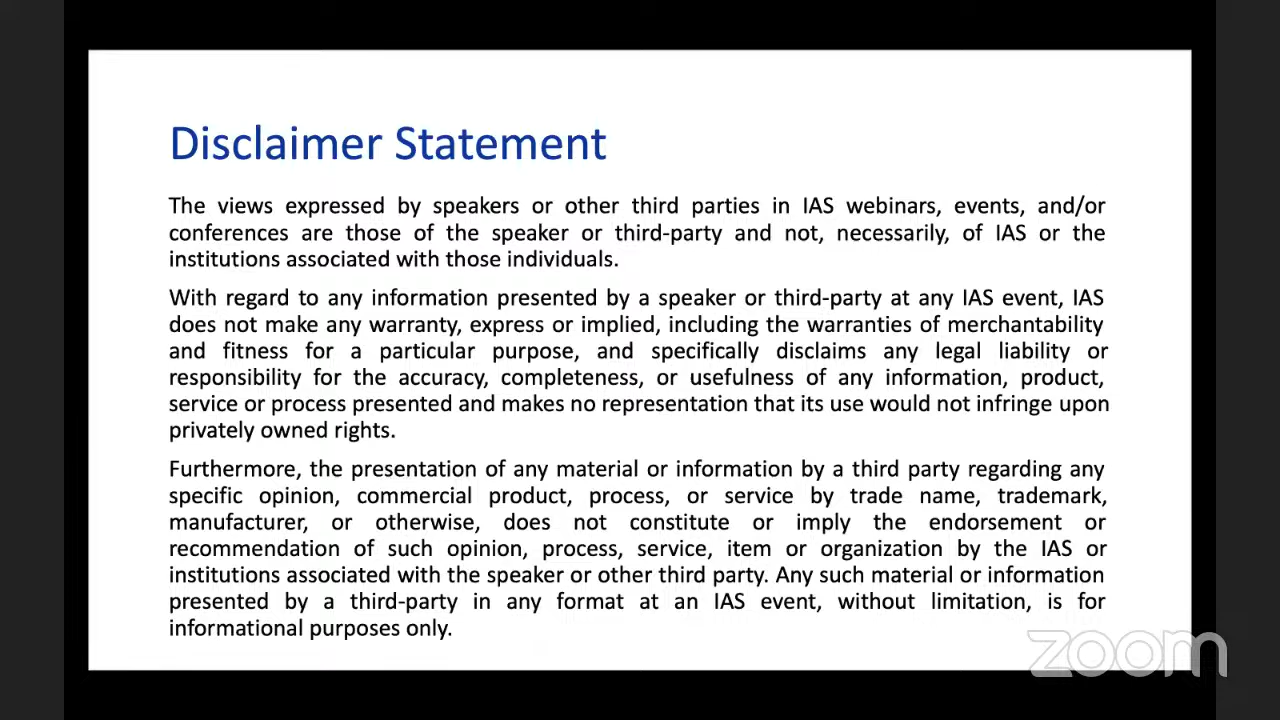 Disclaimer Statement
The views expressed by speakers or other third parties in IAS webinars, events, and/or
conferences are those of the speaker or third-party and not, necessarily, of IAS or the
institutions associated with those individuals.
With regard to any information presented by a speaker or third-party at any IAS event, IAS
does not make any warranty, express or implied, including the warranties of merchantability
and fitness for a particular purpose, and specifically disclaims any legal liability or
responsibility for the accuracy, completeness, or usefulness of any information, product,
service or process presented and makes no representation that its use would not infringe upon
privately owned rights.
Furthermore, the presentation of any material or information by a third party regarding any
specific opinion, commercial product, process, or service by trade name, trademark,
manufacturer, or otherwise, does not constitute or imply the endorsement or
recommendation of such opinion, process, service, item or organization by the IAS or
institutions associated with the speaker or other third party. Any such material or information
presented by a third-party in any format at an IAS event, without limitation, is for
informational purposes only.
zoom